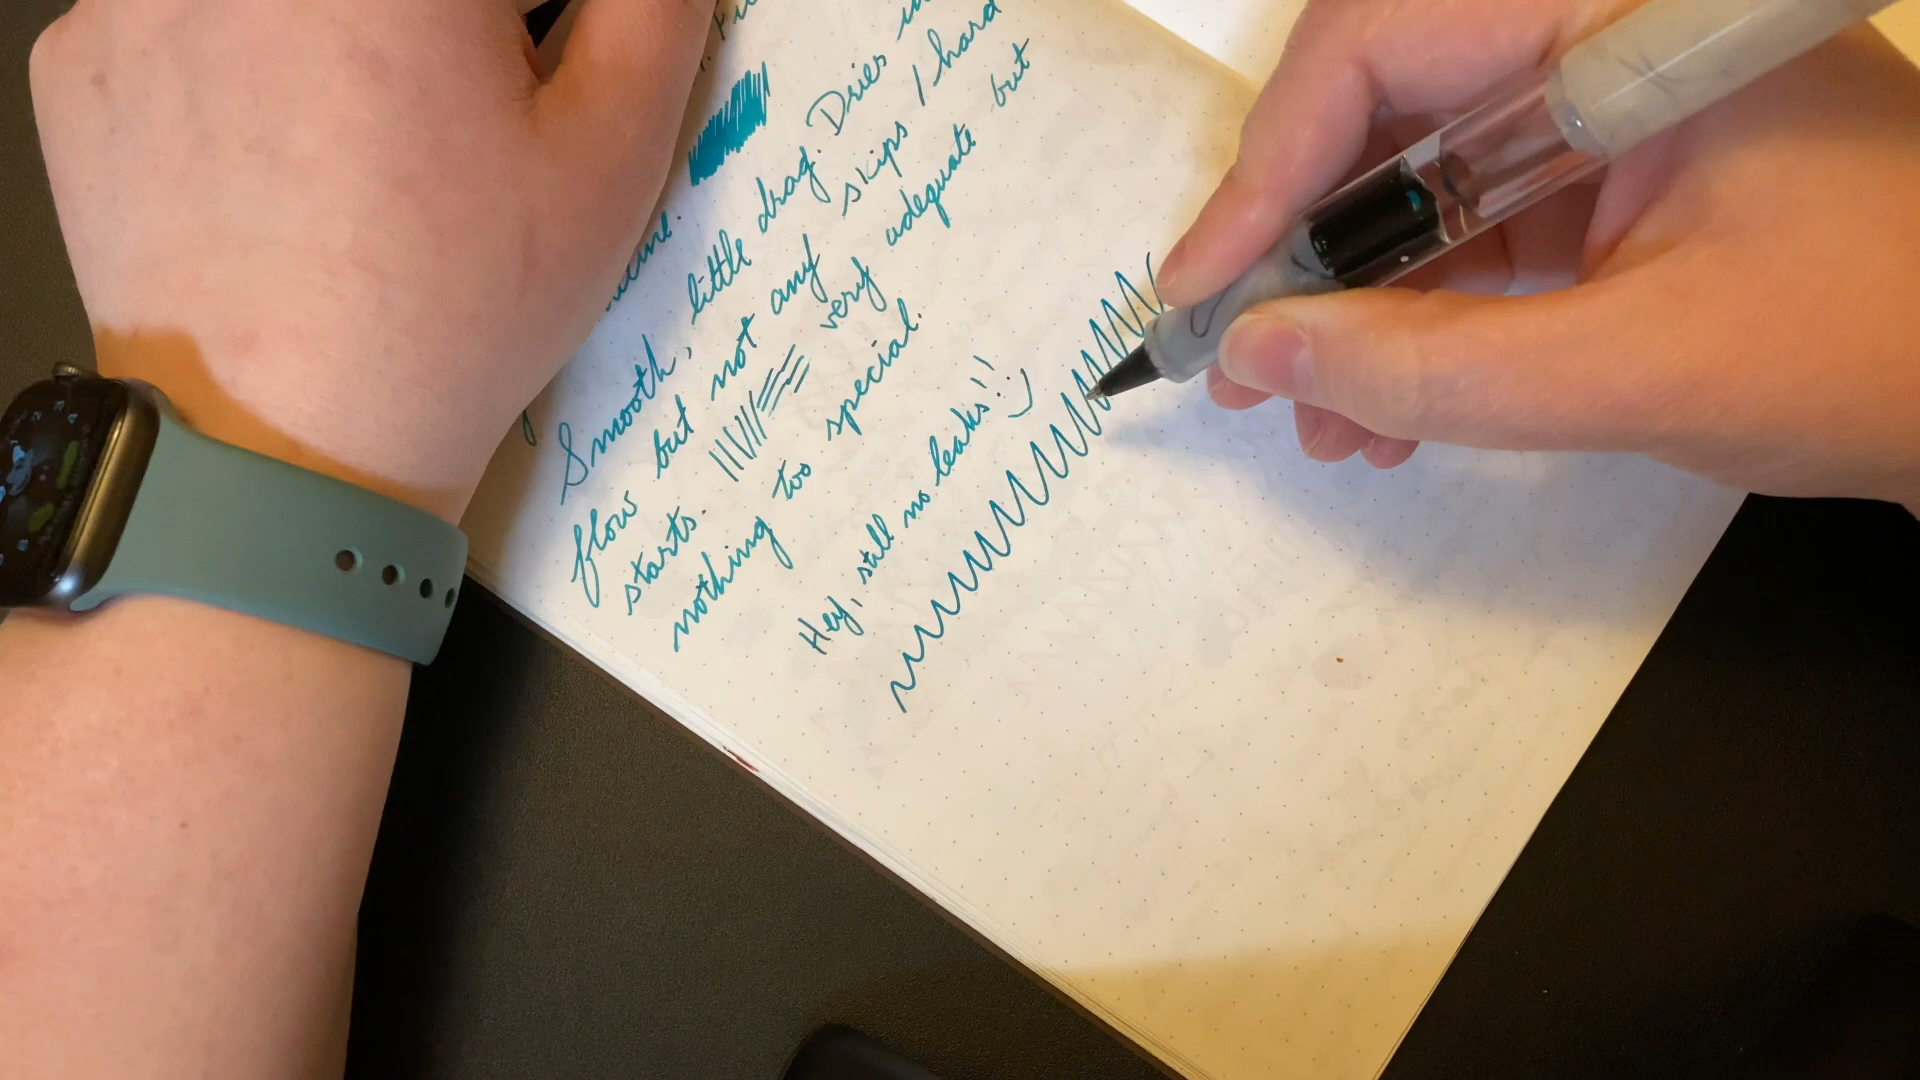 Smooth, little drag. Dries in
flow but not any skips / hard
starts. very adequate but
nothing too special.
Hey, still no leaks!! :)